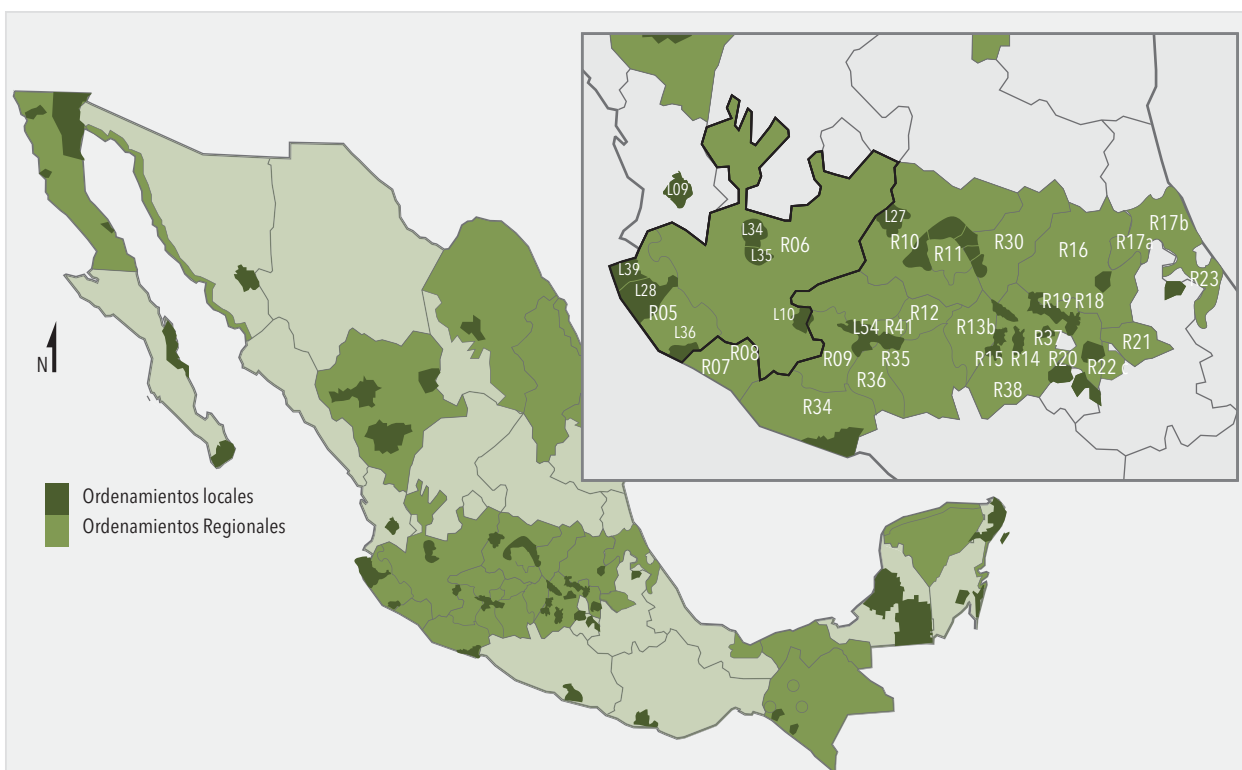 L09
L27
L34
R17b
R06
R10
R11
R30
R16
R17a
L35
L39
R23
L28
R05
R19
R18
R12
L10
L54
R41
R13b
L36
R37
R21
R08
R09
R35
R15
R14
R20
R07
R22
R36
R38
R34
N
Ordenamientos locales
Ordenamientos Regionales